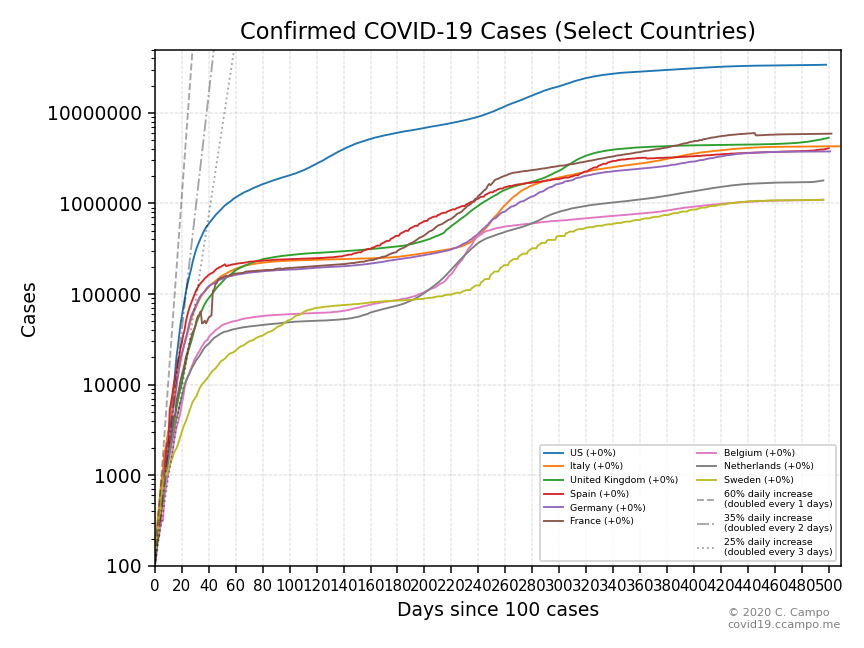 Confirmed COVID-19 Cases (Select Countries)
Cases
10000000
1000000
100000
10000
1000
100
US (+0%)
Italy (+0%)
United Kingdom (+0%)
Spain (+0%)
Germany (+0%)
France (+0%)
Belgium (+0%)
Netherlands (+0%)
Sweden (+0%)
60% daily increase
(doubled every 1 days)
35% daily increase
(doubled every 2 days)
25% daily increase
(doubled every 3 days)
0 20 40 60 80 100 120 140 160 180 200 220 240 260 280 300 320 340 360 380 400 420 440 460 480 500
Days since 100 cases
© 2020 C. Campo
covid19.ccampo.me